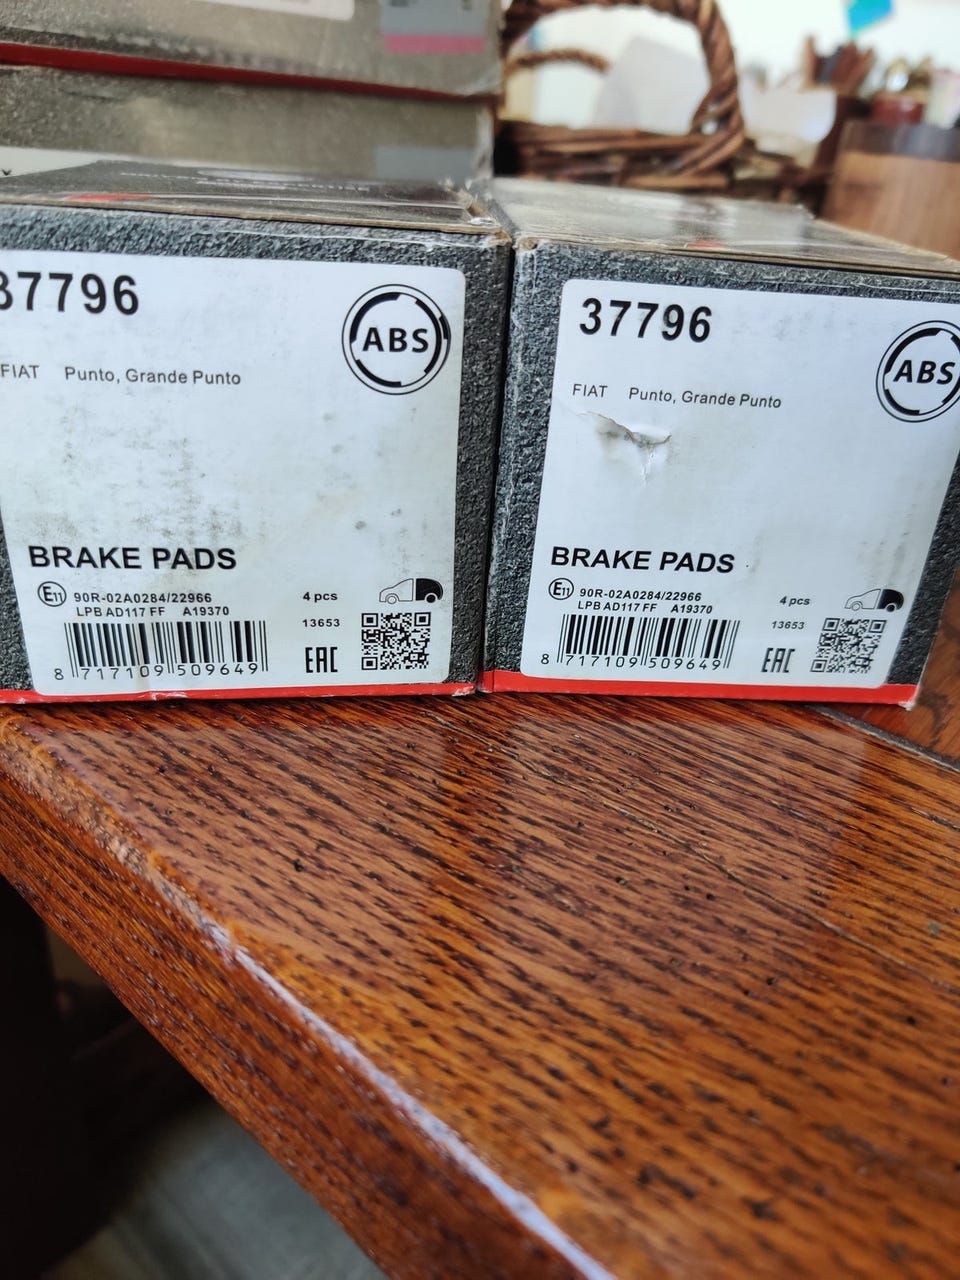 37796
ABS
FIAT Punto, Grande Punto
BRAKE PADS
E11 90R-02A0284/22966
LPB AD117 FF A19370
4 pcs
13653
8 717109 509649
EAC
37796
ABS
FIAT Punto, Grande Punto
BRAKE PADS
E11 90R-02A0284/22966
LPB AD117 FF A19370
4 pcs
13653
8 717109 509649
EAC